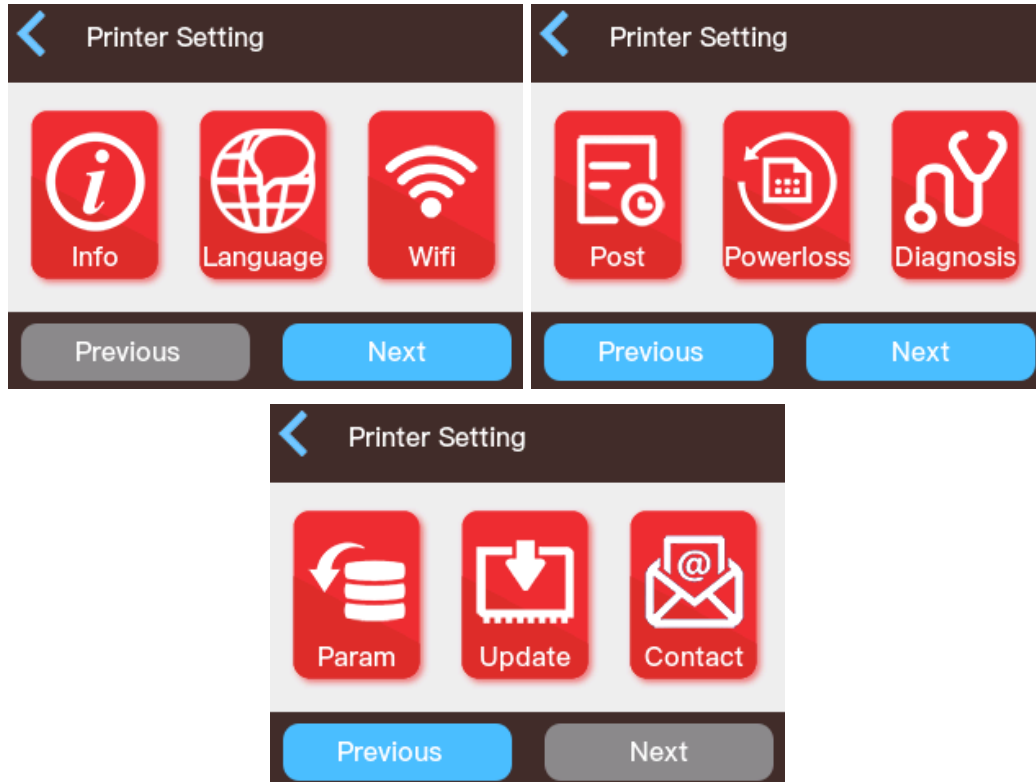 Printer Setting
Info
Language
Wifi
Previous
Next
Printer Setting
Post
Powerloss
Diagnosis
Previous
Next
Printer Setting
@
Param
Update
Contact
Previous
Next